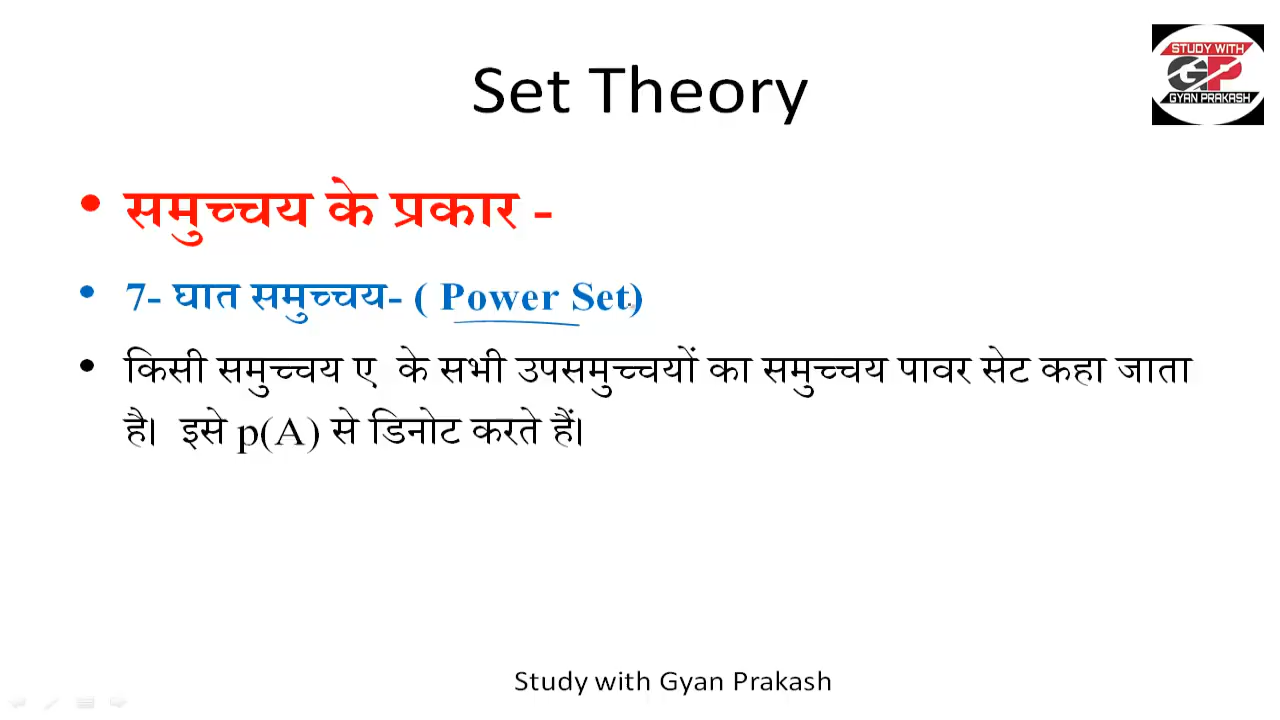 Set Theory
STUDY WITH
GP
GYAN PRAKASH
• समुच्चय के प्रकार -
• 7- घात समुच्चय- ( Power Set)
• किसी समुच्चय ए के सभी उपसमुच्चयों का समुच्चय पावर सेट कहा जाता
है। इसे p(A) से डिनोट करते हैं।
Study with Gyan Prakash